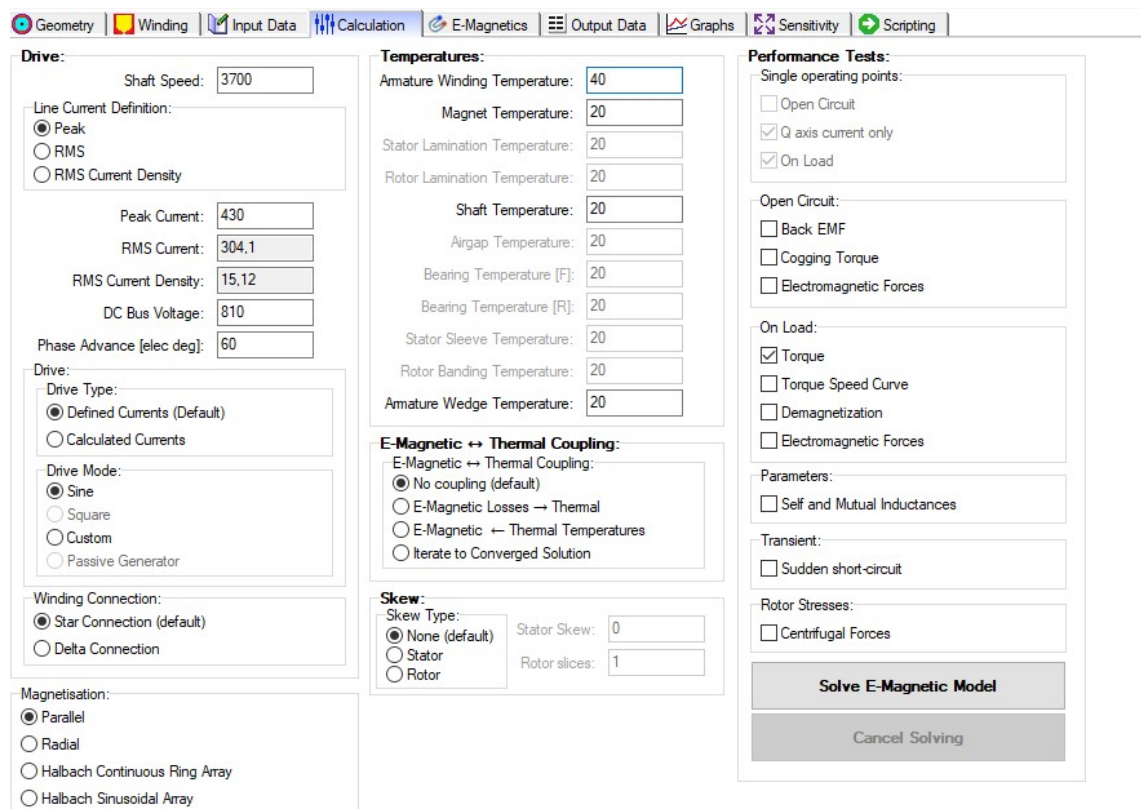 Geometry
Winding
Input Data
Calculation
E-Magnetics
Output Data
Graphs
Sensitivity
Scripting
Drive:
Shaft Speed: 3700
Line Current Definition:
Peak
RMS
RMS Current Density
Peak Current: 430
RMS Current: 304,1
RMS Current Density: 15,12
DC Bus Voltage: 810
Phase Advance [elec deg]: 60
Drive:
Drive Type:
Defined Currents (Default)
Calculated Currents
Drive Mode:
Sine
Square
Custom
Passive Generator
Winding Connection:
Star Connection (default)
Delta Connection
Magnetisation:
Parallel
Radial
Halbach Continuous Ring Array
Halbach Sinusoidal Array
Temperatures:
Armature Winding Temperature: 40
Magnet Temperature: 20
Stator Lamination Temperature: 20
Rotor Lamination Temperature: 20
Shaft Temperature: 20
Airgap Temperature: 20
Bearing Temperature [F]: 20
Bearing Temperature [R]: 20
Stator Sleeve Temperature: 20
Rotor Banding Temperature: 20
Armature Wedge Temperature: 20
E-Magnetic ↔ Thermal Coupling:
E-Magnetic ↔ Thermal Coupling:
No coupling (default)
E-Magnetic Losses → Thermal
E-Magnetic ← Thermal Temperatures
Iterate to Converged Solution
Skew:
Skew Type:
None (default)
Stator
Rotor
Stator Skew: 0
Rotor slices: 1
Performance Tests:
Single operating points:
Open Circuit
Q axis current only
On Load
Open Circuit:
Back EMF
Cogging Torque
Electromagnetic Forces
On Load:
Torque
Torque Speed Curve
Demagnetization
Electromagnetic Forces
Parameters:
Self and Mutual Inductances
Transient:
Sudden short-circuit
Rotor Stresses:
Centrifugal Forces
Solve E-Magnetic Model
Cancel Solving